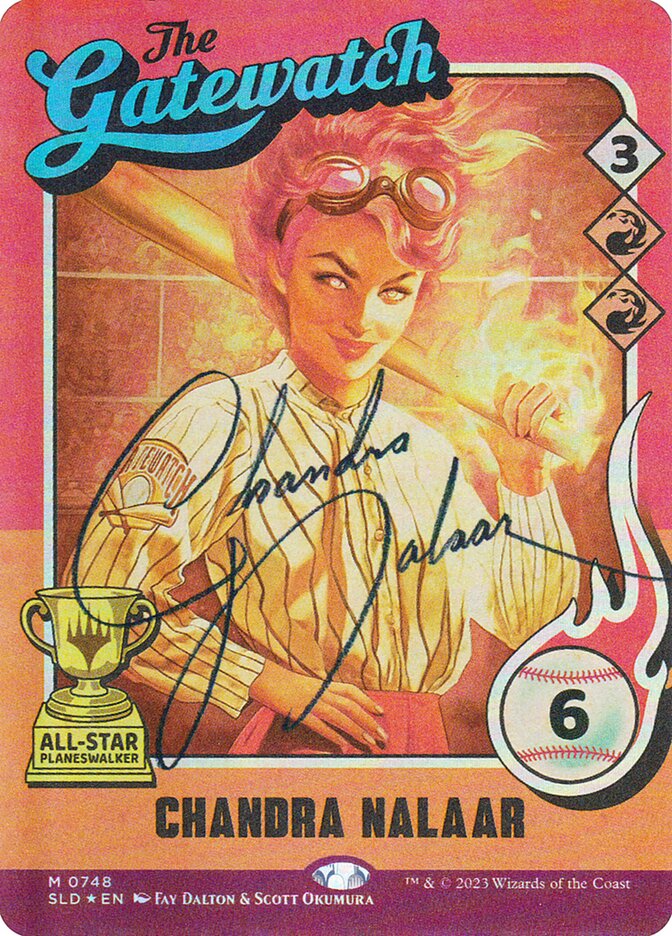 The
Gatewatch
3
GATEWATCH
Chandra
Nalaar
6
ALL-STAR
PLANESWALKER
CHANDRA NALAAR
M 0748
SLD ★ EN FAY DALTON & SCOTT OKUMURA
™ & © 2023 Wizards of the Coast